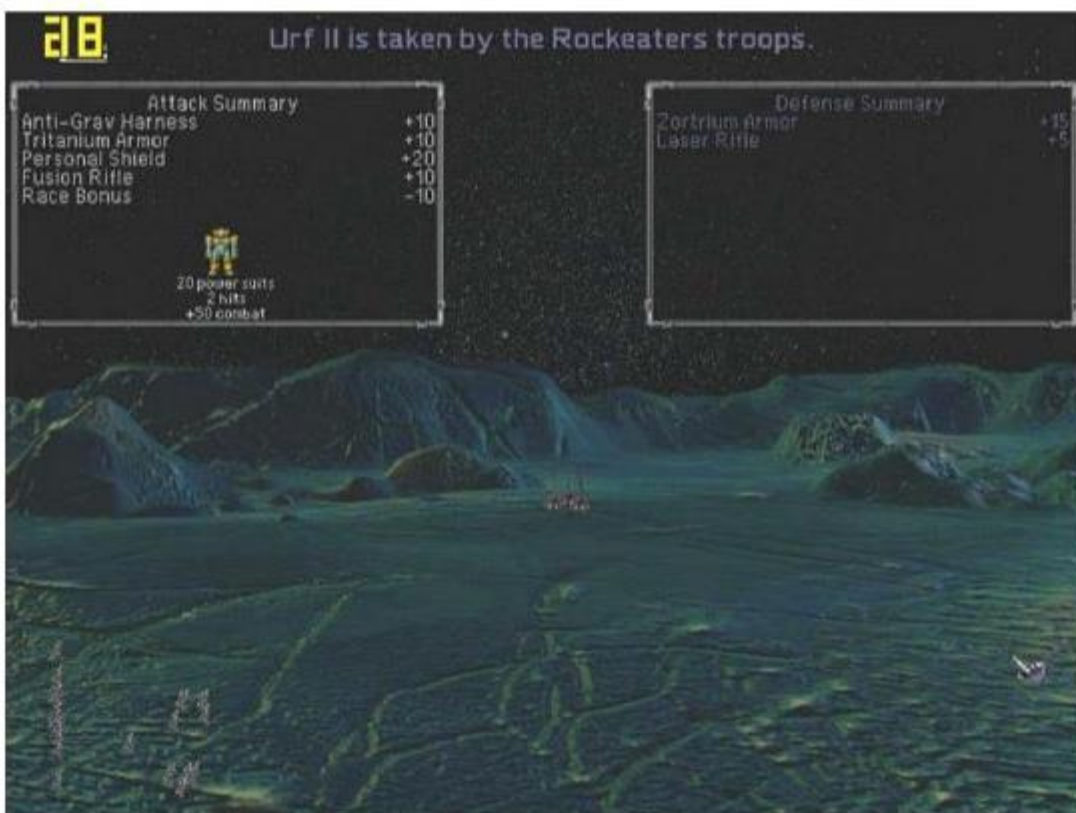 Urf II is taken by the Rockeaters troops.
Attack Summary
Anti-Grav Harness +10
Tritanium Armor +10
Personal Shield +20
Fusion Rifle +10
Race Bonus -10
20 power suits
2 hits
+50 combat
Defense Summary
Zortrium Armor +15
Laser Rifle +5